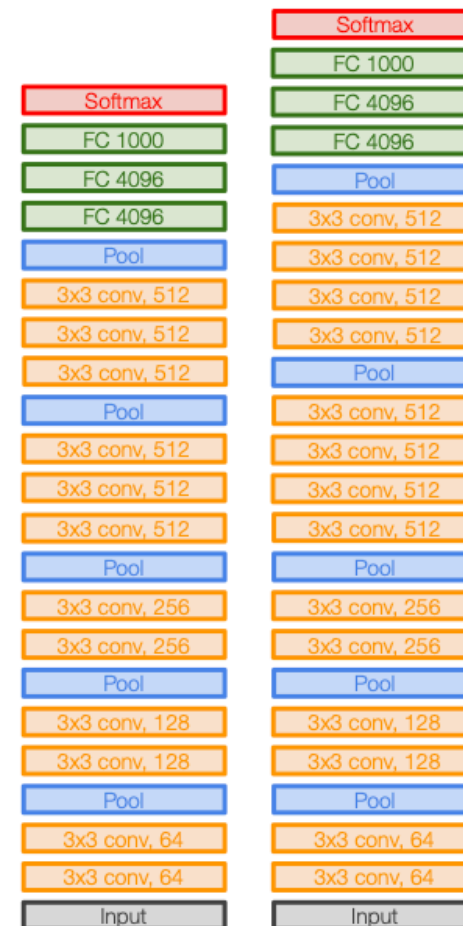 Softmax
FC 1000
FC 4096
FC 4096
Pool
3x3 conv, 512
3x3 conv, 512
3x3 conv, 512
Pool
3x3 conv, 512
3x3 conv, 512
3x3 conv, 512
Pool
3x3 conv, 256
3x3 conv, 256
Pool
3x3 conv, 128
3x3 conv, 128
Pool
3x3 conv, 64
3x3 conv, 64
Input
Softmax
FC 1000
FC 4096
FC 4096
Pool
3x3 conv, 512
3x3 conv, 512
3x3 conv, 512
3x3 conv, 512
Pool
3x3 conv, 512
3x3 conv, 512
3x3 conv, 512
3x3 conv, 512
Pool
3x3 conv, 256
3x3 conv, 256
Pool
3x3 conv, 128
3x3 conv, 128
Pool
3x3 conv, 64
3x3 conv, 64
Input